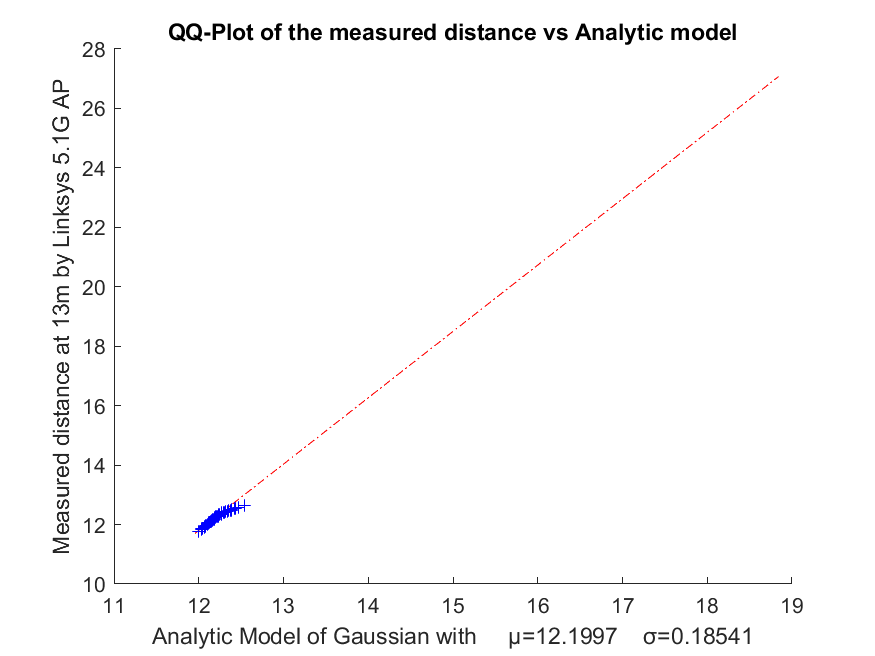 QQ-Plot of the measured distance vs Analytic model
Measured distance at 13m by Linksys 5.1G AP
28
26
24
22
20
18
16
14
12
10
11 12 13 14 15 16 17 18 19
Analytic Model of Gaussian with μ=12.1997 σ=0.18541